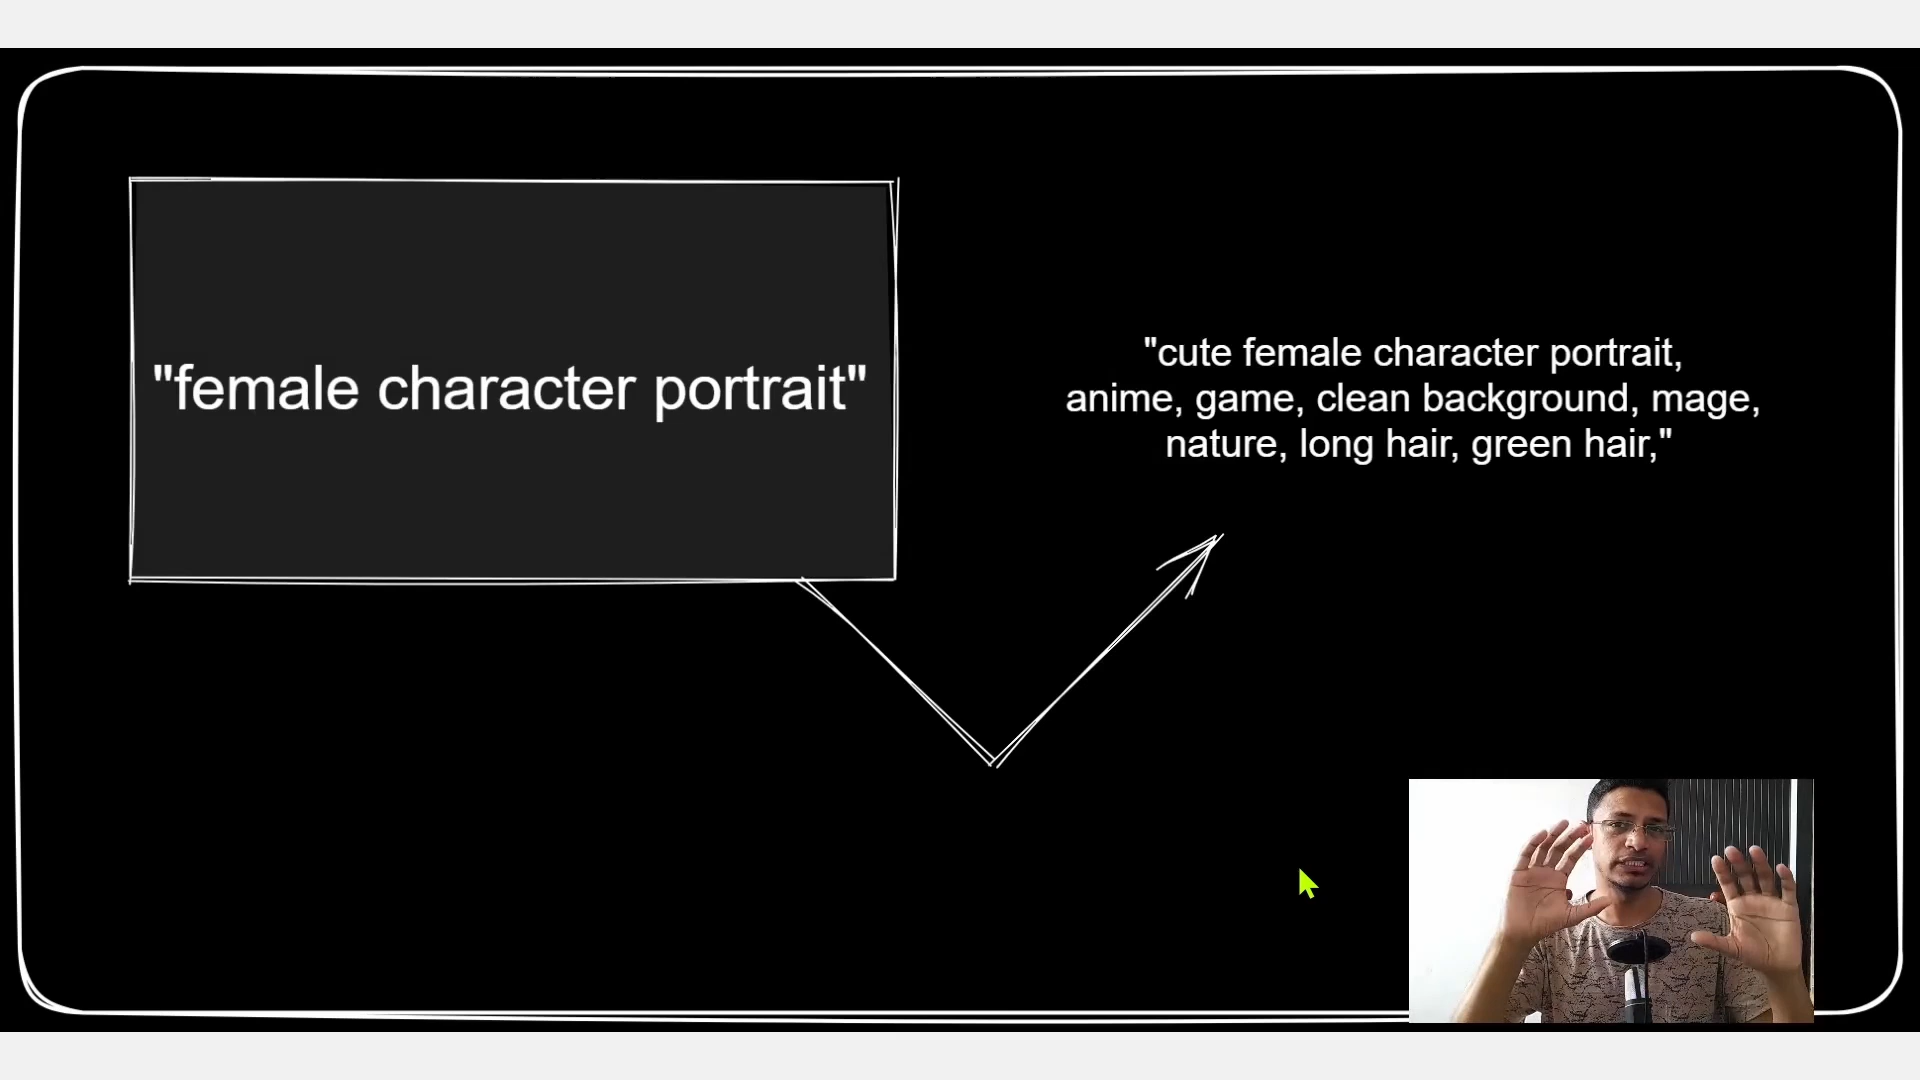 "female character portrait"
"cute female character portrait,
anime, game, clean background, mage,
nature, long hair, green hair,"